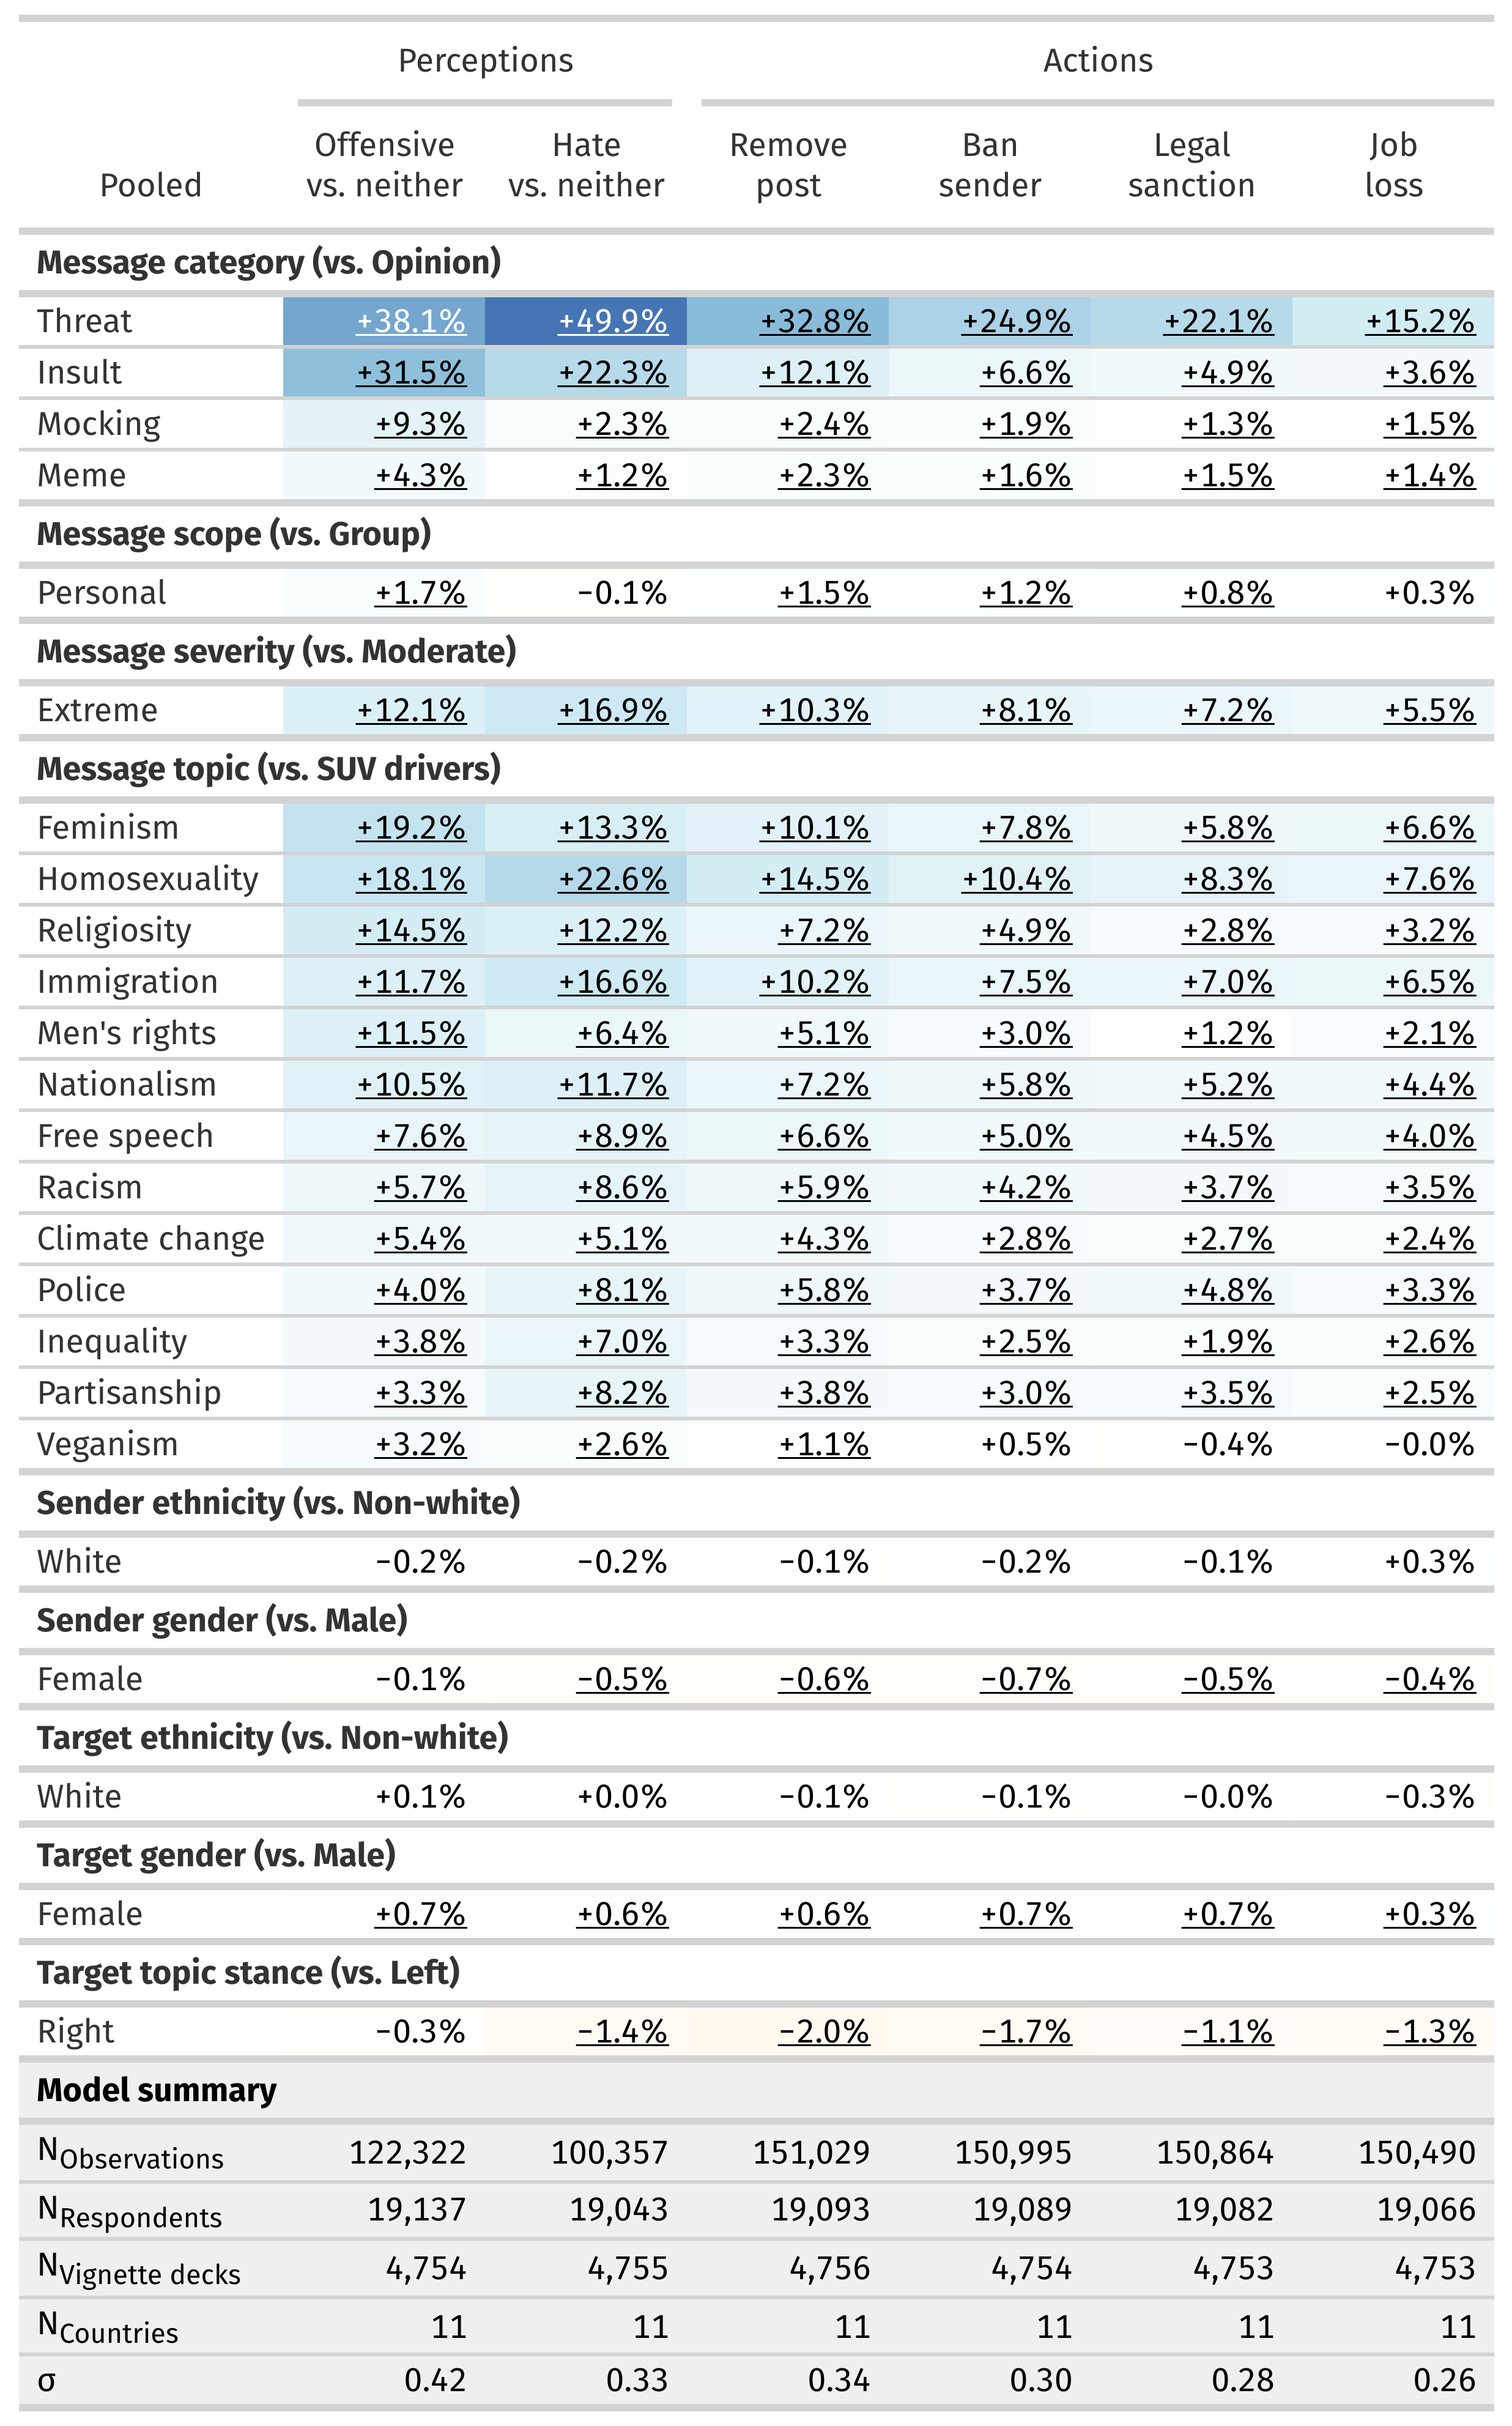 Perceptions Actions
Offensive Hate Remove Ban Legal Job
Pooled vs. neither vs. neither post sender sanction loss
Message category (vs. Opinion)
Threat +38.1% +49.9% +32.8% +24.9% +22.1% +15.2%
Insult +31.5% +22.3% +12.1% +6.6% +4.9% +3.6%
Mocking +9.3% +2.3% +2.4% +1.9% +1.3% +1.5%
Meme +4.3% +1.2% +2.3% +1.6% +1.5% +1.4%
Message scope (vs. Group)
Personal +1.7% −0.1% +1.5% +1.2% +0.8% +0.3%
Message severity (vs. Moderate)
Extreme +12.1% +16.9% +10.3% +8.1% +7.2% +5.5%
Message topic (vs. SUV drivers)
Feminism +19.2% +13.3% +10.1% +7.8% +5.8% +6.6%
Homosexuality +18.1% +22.6% +14.5% +10.4% +8.3% +7.6%
Religiosity +14.5% +12.2% +7.2% +4.9% +2.8% +3.2%
Immigration +11.7% +16.6% +10.2% +7.5% +7.0% +6.5%
Men's rights +11.5% +6.4% +5.1% +3.0% +1.2% +2.1%
Nationalism +10.5% +11.7% +7.2% +5.8% +5.2% +4.4%
Free speech +7.6% +8.9% +6.6% +5.0% +4.5% +4.0%
Racism +5.7% +8.6% +5.9% +4.2% +3.7% +3.5%
Climate change +5.4% +5.1% +4.3% +2.8% +2.7% +2.4%
Police +4.0% +8.1% +5.8% +3.7% +4.8% +3.3%
Inequality +3.8% +7.0% +3.3% +2.5% +1.9% +2.6%
Partisanship +3.3% +8.2% +3.8% +3.0% +3.5% +2.5%
Veganism +3.2% +2.6% +1.1% +0.5% −0.4% −0.0%
Sender ethnicity (vs. Non-white)
White −0.2% −0.2% −0.1% −0.2% −0.1% +0.3%
Sender gender (vs. Male)
Female −0.1% −0.5% −0.6% −0.7% −0.5% −0.4%
Target ethnicity (vs. Non-white)
White +0.1% +0.0% −0.1% −0.1% −0.0% −0.3%
Target gender (vs. Male)
Female +0.7% +0.6% +0.6% +0.7% +0.7% +0.3%
Target topic stance (vs. Left)
Right −0.3% −1.4% −2.0% −1.7% −1.1% −1.3%
Model summary
N Observations 122,322 100,357 151,029 150,995 150,864 150,490
N Respondents 19,137 19,043 19,093 19,089 19,082 19,066
N Vignette decks 4,754 4,755 4,756 4,754 4,753 4,753
N Countries 11 11 11 11 11 11
σ 0.42 0.33 0.34 0.30 0.28 0.26